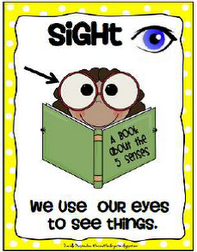 SiGHT
A Book
about the
5 senses
We use our eyes
to see things.